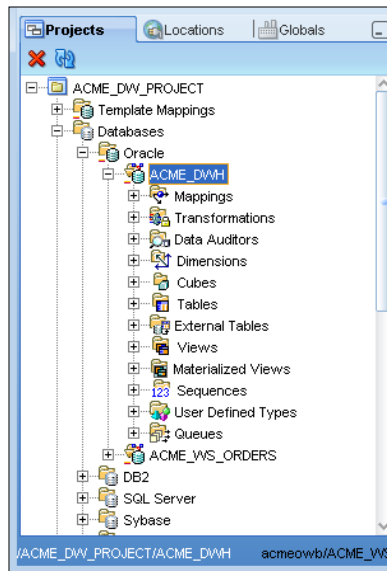 Projects Locations Globals
ACME_DW_PROJECT
Template Mappings
Databases
Oracle
ACME_DWH
Mappings
Transformations
Data Auditors
Dimensions
Cubes
Tables
External Tables
Views
Materialized Views
123 Sequences
User Defined Types
Queues
ACME_WS_ORDERS
DB2
SQL Server
Sybase
/ACME_DW_PROJECT/ACME_DWH acmeowb/ACME_WS